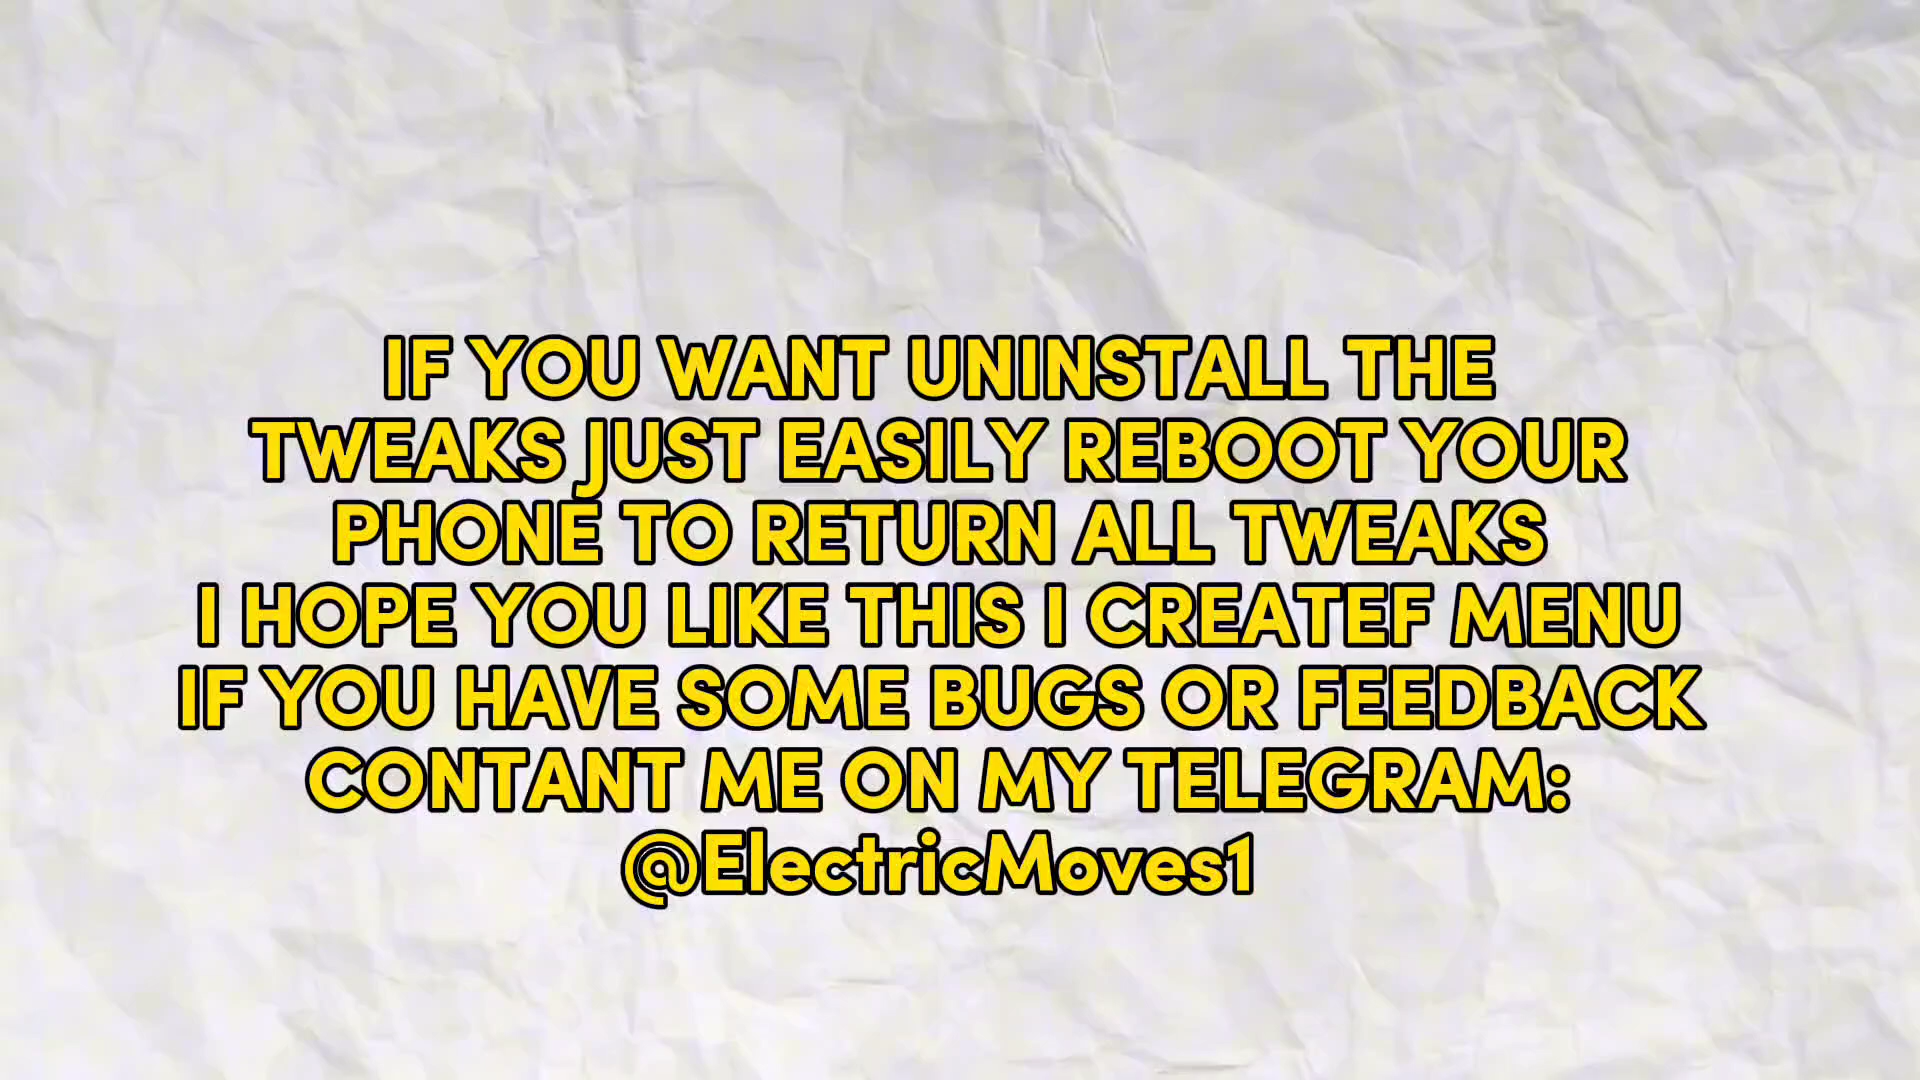 IF YOU WANT UNINSTALL THE
TWEAKS JUST EASILY REBOOT YOUR
PHONE TO RETURN ALL TWEAKS
I HOPE YOU LIKE THIS I CREATEF MENU
IF YOU HAVE SOME BUGS OR FEEDBACK
CONTANT ME ON MY TELEGRAM:
@ElectricMoves1